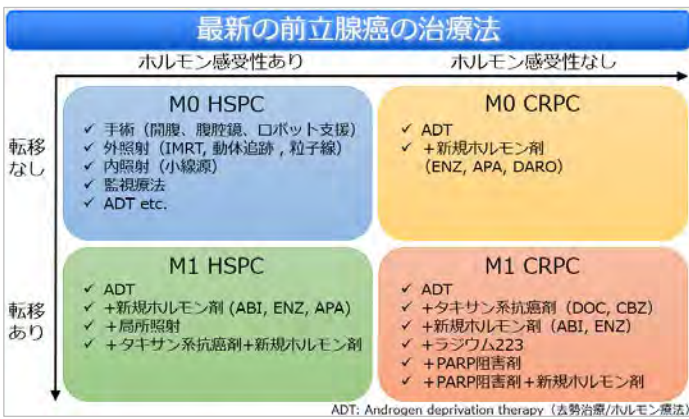 最新の前立腺癌の治療法
ホルモン感受性あり
ホルモン感受性なし
転移
なし
M0 HSPC
✓ 手術（開腹、腹腔鏡、ロボット支援）
✓ 外照射（IMRT, 動体追跡 , 粒子線）
✓ 内照射（小線源）
✓ 監視療法
✓ ADT etc.
M0 CRPC
✓ ADT
✓ +新規ホルモン剤
（ENZ, APA, DARO）
転移
あり
M1 HSPC
✓ ADT
✓ +新規ホルモン剤 (ABI, ENZ, APA)
✓ +局所照射
✓ +タキサン系抗癌剤+新規ホルモン剤
M1 CRPC
✓ ADT
✓ +タキサン系抗癌剤（DOC, CBZ）
✓ +新規ホルモン剤（ABI, ENZ）
✓ +ラジウム223
✓ +PARP阻害剤
✓ +PARP阻害剤+新規ホルモン剤
ADT: Androgen deprivation therapy（去勢治療/ホルモン療法）